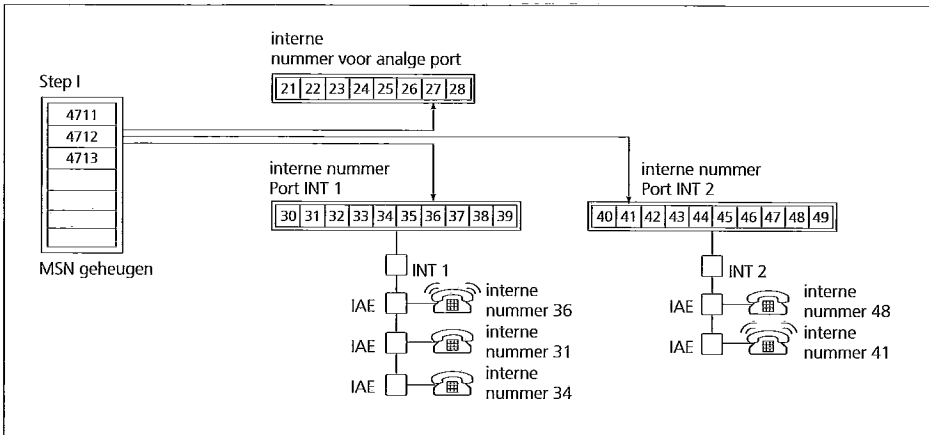 interne
nummer voor analge port
21 22 23 24 25 26 27 28
Step I
4711
4712
4713
MSN geheugen
interne nummer
Port INT 1
30 31 32 33 34 35 36 37 38 39
INT 1
IAE
interne
nummer 36
IAE
interne
nummer 31
IAE
interne
nummer 34
interne nummer
Port INT 2
40 41 42 43 44 45 46 47 48 49
INT 2
IAE
interne
nummer 48
IAE
interne
nummer 41